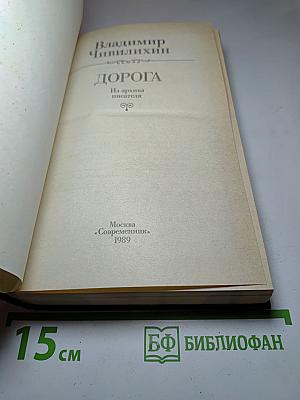 Владимир
Чивилихин
ДОРОГА
Из архива
писателя
Москва
«Современник»
1989
15 см
БФ БИБЛИОФАН